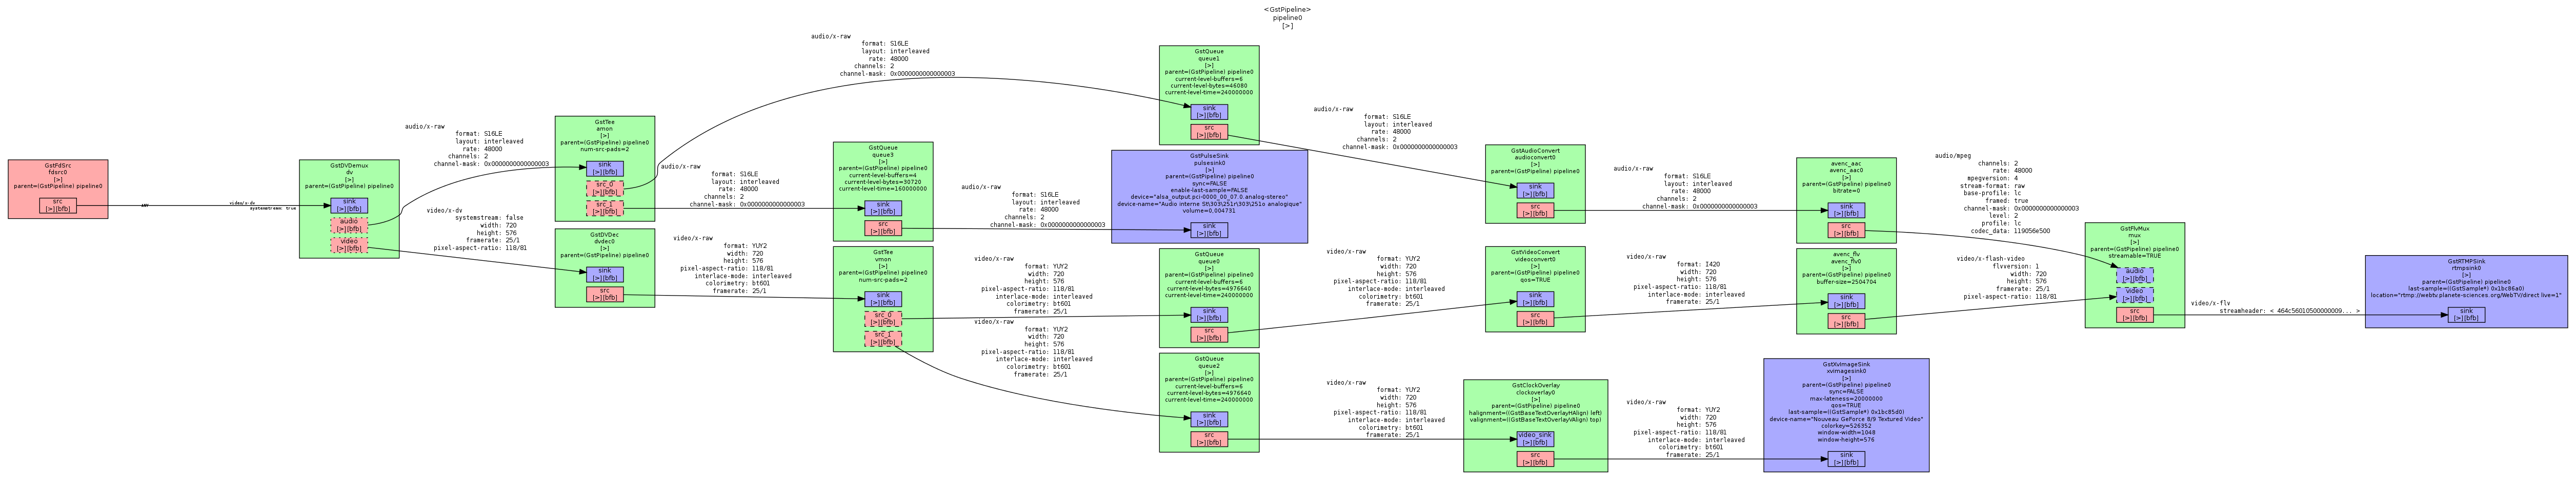 <GstPipeline>
pipeline0
[>]
GstFdSrc
fdsrc0
[>]
[>]
parent=(GstPipeline) pipeline0
src
[>][bfb]
ANY
video/x-dv
systemstream: true
GstDVDemux
dv
[>]
parent=(GstPipeline) pipeline0
sink
[>][bfb]
audio
[>][bfb]
video
[>][bfb]
audio/x-raw
format: S16LE
layout: interleaved
rate: 48000
channels: 2
channel-mask: 0x0000000000000003
video/x-dv
systemstream: false
width: 720
height: 576
framerate: 25/1
pixel-aspect-ratio: 118/81
GstTee
amon
[>]
parent=(GstPipeline) pipeline0
num-src-pads=2
sink
[>][bfb]
src_0
[>][bfb]
src_1
[>][bfb]
GstDVDec
dvdec0
[>]
parent=(GstPipeline) pipeline0
sink
[>][bfb]
src
[>][bfb]
audio/x-raw
format: S16LE
layout: interleaved
rate: 48000
channels: 2
channel-mask: 0x0000000000000003
audio/x-raw
format: S16LE
layout: interleaved
rate: 48000
channels: 2
channel-mask: 0x0000000000000003
video/x-raw
format: YUY2
width: 720
height: 576
pixel-aspect-ratio: 118/81
interlace-mode: interleaved
colorimetry: bt601
framerate: 25/1
GstQueue
queue3
[>]
parent=(GstPipeline) pipeline0
current-level-buffers=4
current-level-bytes=30720
current-level-time=160000000
sink
[>][bfb]
src
[>][bfb]
GstTee
vmon
[>]
parent=(GstPipeline) pipeline0
num-src-pads=2
sink
[>][bfb]
src_0
[>][bfb]
src_1
[>][bfb]
audio/x-raw
format: S16LE
layout: interleaved
rate: 48000
channels: 2
channel-mask: 0x0000000000000003
video/x-raw
format: YUY2
width: 720
height: 576
pixel-aspect-ratio: 118/81
interlace-mode: interleaved
colorimetry: bt601
framerate: 25/1
video/x-raw
format: YUY2
width: 720
height: 576
pixel-aspect-ratio: 118/81
interlace-mode: interleaved
colorimetry: bt601
framerate: 25/1
GstQueue
queue1
[>]
parent=(GstPipeline) pipeline0
current-level-buffers=6
current-level-bytes=46080
current-level-time=240000000
sink
[>][bfb]
src
[>][bfb]
GstPulseSink
pulsesink0
[>]
parent=(GstPipeline) pipeline0
sync=FALSE
enable-last-sample=FALSE
device="alsa_output.pci-0000_00_07.0.analog-stereo"
device-name="Audio interne St\303\251r\303\251o analogique"
volume=0,004731
sink
[>][bfb]
GstQueue
queue0
[>]
parent=(GstPipeline) pipeline0
current-level-buffers=6
current-level-bytes=4976640
current-level-time=240000000
sink
[>][bfb]
src
[>][bfb]
GstQueue
queue2
[>]
parent=(GstPipeline) pipeline0
current-level-buffers=6
current-level-bytes=4976640
current-level-time=240000000
sink
[>][bfb]
src
[>][bfb]
audio/x-raw
format: S16LE
layout: interleaved
rate: 48000
channels: 2
channel-mask: 0x0000000000000003
video/x-raw
format: YUY2
width: 720
height: 576
pixel-aspect-ratio: 118/81
interlace-mode: interleaved
colorimetry: bt601
framerate: 25/1
video/x-raw
format: YUY2
width: 720
height: 576
pixel-aspect-ratio: 118/81
interlace-mode: interleaved
colorimetry: bt601
framerate: 25/1
GstAudioConvert
audioconvert0
[>]
parent=(GstPipeline) pipeline0
sink
[>][bfb]
src
[>][bfb]
GstVideoConvert
videoconvert0
[>]
parent=(GstPipeline) pipeline0
qos=TRUE
sink
[>][bfb]
src
[>][bfb]
GstClockOverlay
clockoverlay0
[>]
parent=(GstPipeline) pipeline0
halignment=((GstBaseTextOverlayHAlign) left)
valignment=((GstBaseTextOverlayVAlign) top)
video_sink
[>][bfb]
src
[>][bfb]
audio/x-raw
format: S16LE
layout: interleaved
rate: 48000
channels: 2
channel-mask: 0x0000000000000003
video/x-raw
format: I420
width: 720
height: 576
pixel-aspect-ratio: 118/81
interlace-mode: interleaved
framerate: 25/1
video/x-raw
format: YUY2
width: 720
height: 576
pixel-aspect-ratio: 118/81
interlace-mode: interleaved
colorimetry: bt601
framerate: 25/1
avenc_aac
avenc_aac0
[>]
parent=(GstPipeline) pipeline0
bitrate=0
sink
[>][bfb]
src
[>][bfb]
avenc_flv
avenc_flv0
[>]
parent=(GstPipeline) pipeline0
buffer-size=2504704
sink
[>][bfb]
src
[>][bfb]
GstXvImageSink
xvimagesink0
[>]
parent=(GstPipeline) pipeline0
sync=FALSE
max-lateness=20000000
qos=TRUE
last-sample=((GstSample*) 0x1bc85d0)
device-name="Nouveau GeForce 8/9 Textured Video"
colorkey=526352
window-width=1048
window-height=576
sink
[>][bfb]
audio/mpeg
channels: 2
rate: 48000
mpegversion: 4
stream-format: raw
base-profile: lc
framed: true
channel-mask: 0x0000000000000003
level: 2
profile: lc
codec_data: 119056e500
video/x-flash-video
flvversion: 1
width: 720
height: 576
framerate: 25/1
pixel-aspect-ratio: 118/81
GstFlvMux
mux
[>]
parent=(GstPipeline) pipeline0
streamable=TRUE
audio
[>][bfb]
video
[>][bfb]
src
[>][bfb]
video/x-flv
streamheader: < 464c56010500000009... >
GstRTMPSink
rtmpsink0
[>]
parent=(GstPipeline) pipeline0
last-sample=((GstSample*) 0x1bc86a0)
location="rtmp://webtv.planete-sciences.org/WebTV/direct live=1"
sink
[>][bfb]